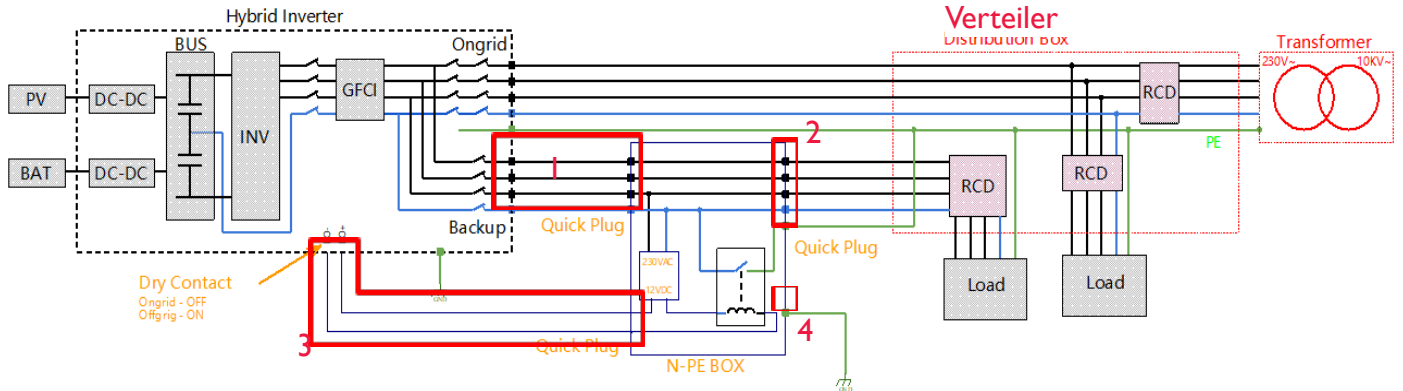 Hybrid Inverter
Verteiler
Distribution Box
BUS
Ongrid
Transformer
230V~
10KV~
GFCI
RCD
PV
DC-DC
INV
2
PE
1
BAT
DC-DC
RCD
RCD
Quick Plug
Backup
Quick Plug
230VAC
12VDC
Dry Contact
Ongrid - OFF
Offgrig - ON
Load
Load
3
Quick Plug
4
N-PE BOX